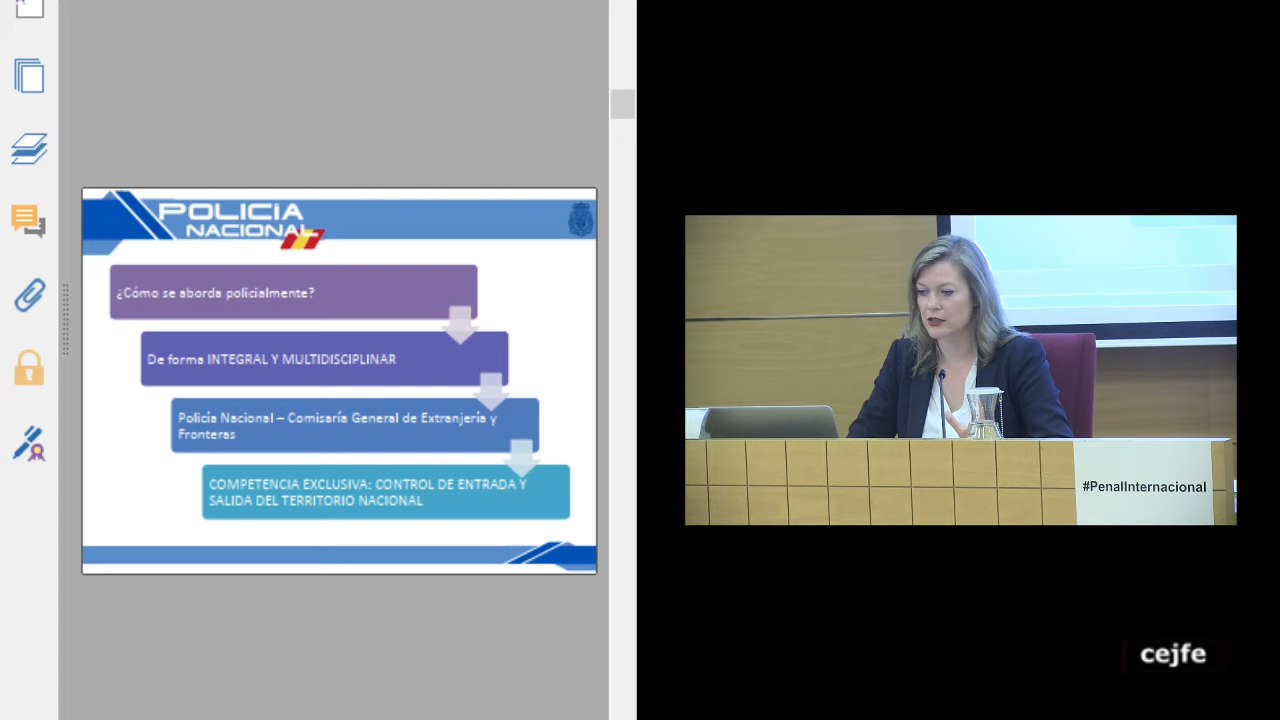 POLICÍA
NACIONAL
¿Cómo se aborda policialmente?
De forma INTEGRAL Y MULTIDISCIPLINAR
Policía Nacional – Comisaría General de Extranjería y
Fronteras
COMPETENCIA EXCLUSIVA: CONTROL DE ENTRADA Y
SALIDA DEL TERRITORIO NACIONAL
#PenalInternacional
cejfe